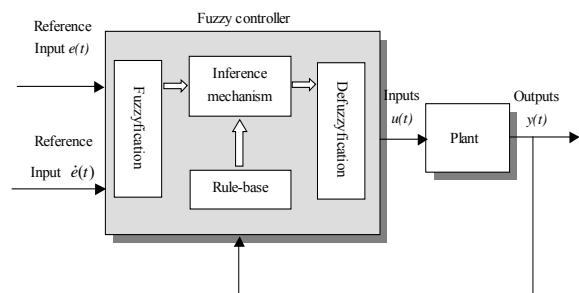 Fuzzy controller
Reference
Input e(t)
Reference
Input ė(t)
Fuzzyfication
Inference
mechanism
Rule-base
Defuzzyfication
Inputs
u(t)
Plant
Outputs
y(t)